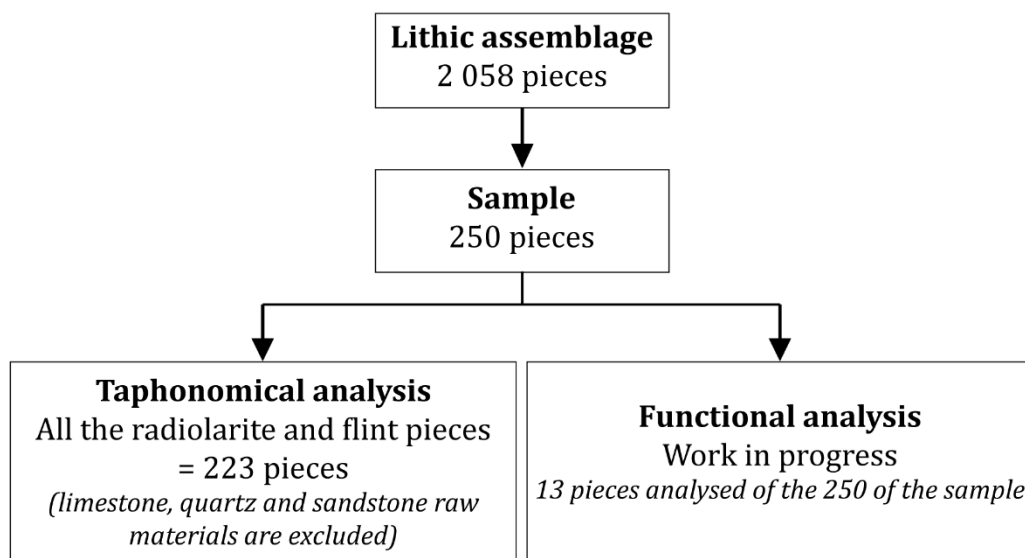 Lithic assemblage
2 058 pieces
Sample
250 pieces
Taphonomical analysis
All the radiolarite and flint pieces
= 223 pieces
(limestone, quartz and sandstone raw
materials are excluded)
Functional analysis
Work in progress
13 pieces analysed of the 250 of the sample